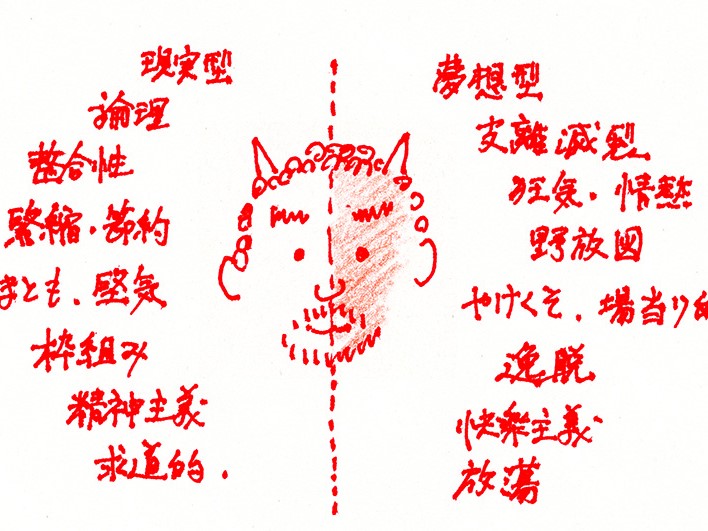 現実型
論理
整合性
緊縮・節約
まとも、堅気
枠組み
精神主義
求道的.
夢想型
支離滅裂
狂気・情熱
野放図
やけくそ、場当り的
逸脱
快楽主義
放蕩